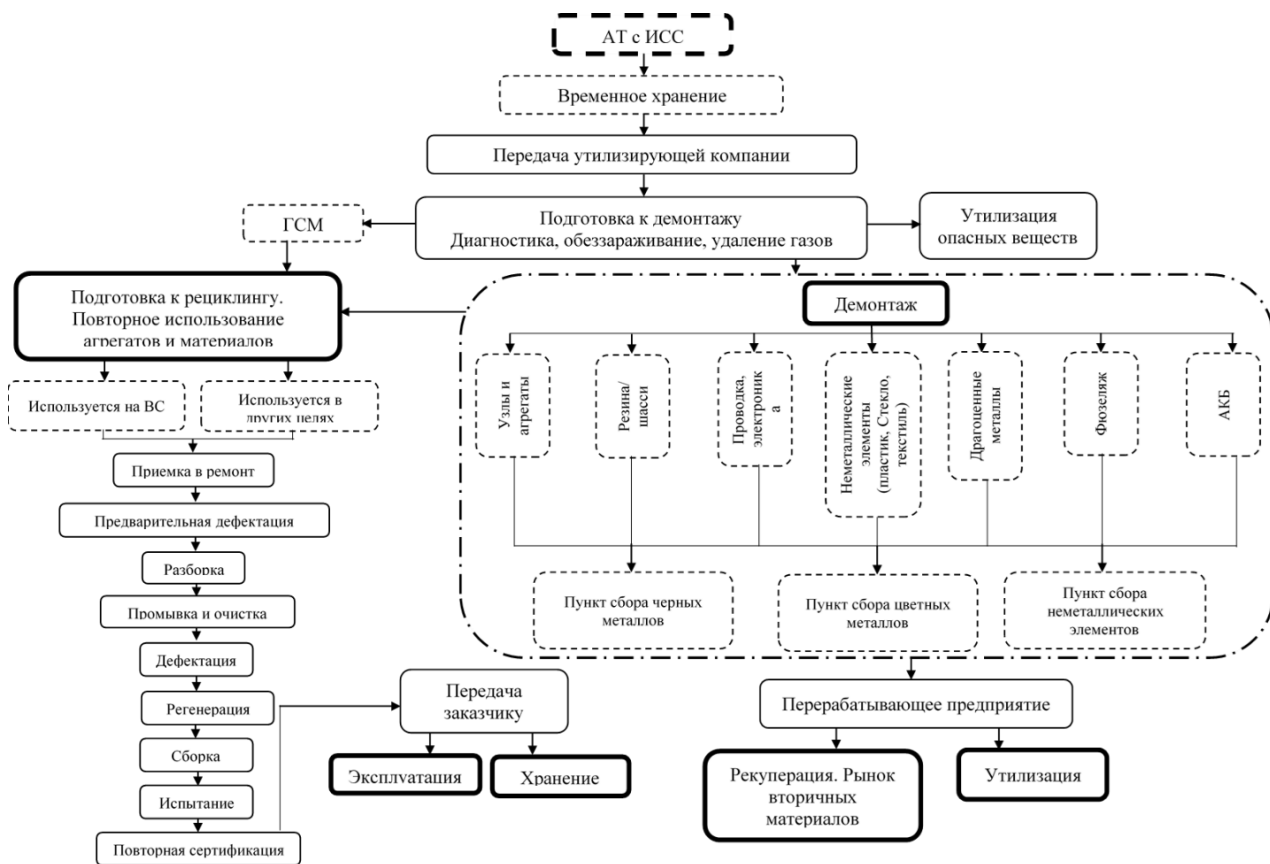 АТ с ИСС
Временное хранение
Передача утилизирующей компании
ГСМ
Подготовка к демонтажу
Диагностика, обеззараживание, удаление газов
Утилизация
опасных веществ
Подготовка к рециклингу.
Повторное использование
агрегатов и материалов
Используется на ВС
Используется в
других целях
Приемка в ремонт
Предварительная дефектация
Разборка
Промывка и очистка
Дефектация
Регенерация
Сборка
Испытание
Повторная сертификация
Передача
заказчику
Эксплуатация
Хранение
Демонтаж
Узлы и
агрегаты
Резина/
шасси
Проводка,
электроник
а
Неметаллические
элементы
(пластик, Стекло,
текстиль)
Драгоценные
металлы
Фюзеляж
АКБ
Пункт сбора черных
металлов
Пункт сбора цветных
металлов
Пункт сбора
неметаллических
элементов
Перерабатывающее предприятие
Рекуперация. Рынок
вторичных
материалов
Утилизация